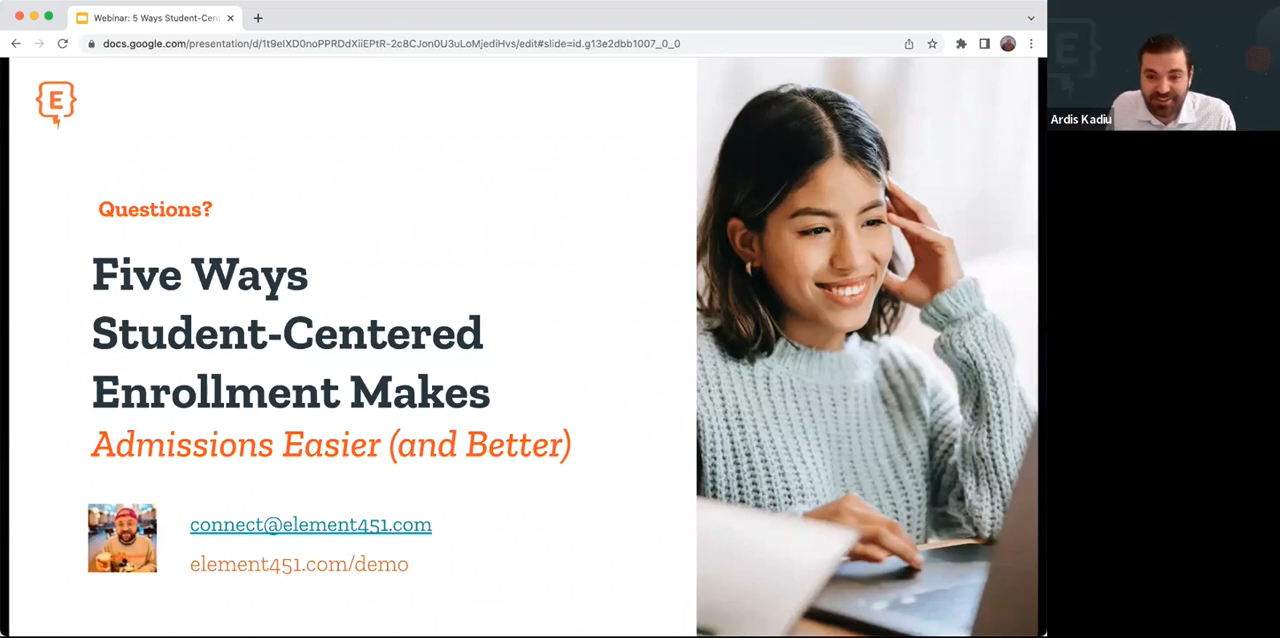 Webinar: 5 Ways Student-Cent
docs.google.com/presentation/d/1t9eIXD0noPPRDdXiiEPtR-2c8CJon0U3uLoMjediHvs/edit#slide=id.g13e2dbb1007_0_0
E
Ardis Kadiu
Questions?
Five Ways
Student-Centered
Enrollment Makes
Admissions Easier (and Better)
connect@element451.com
element451.com/demo